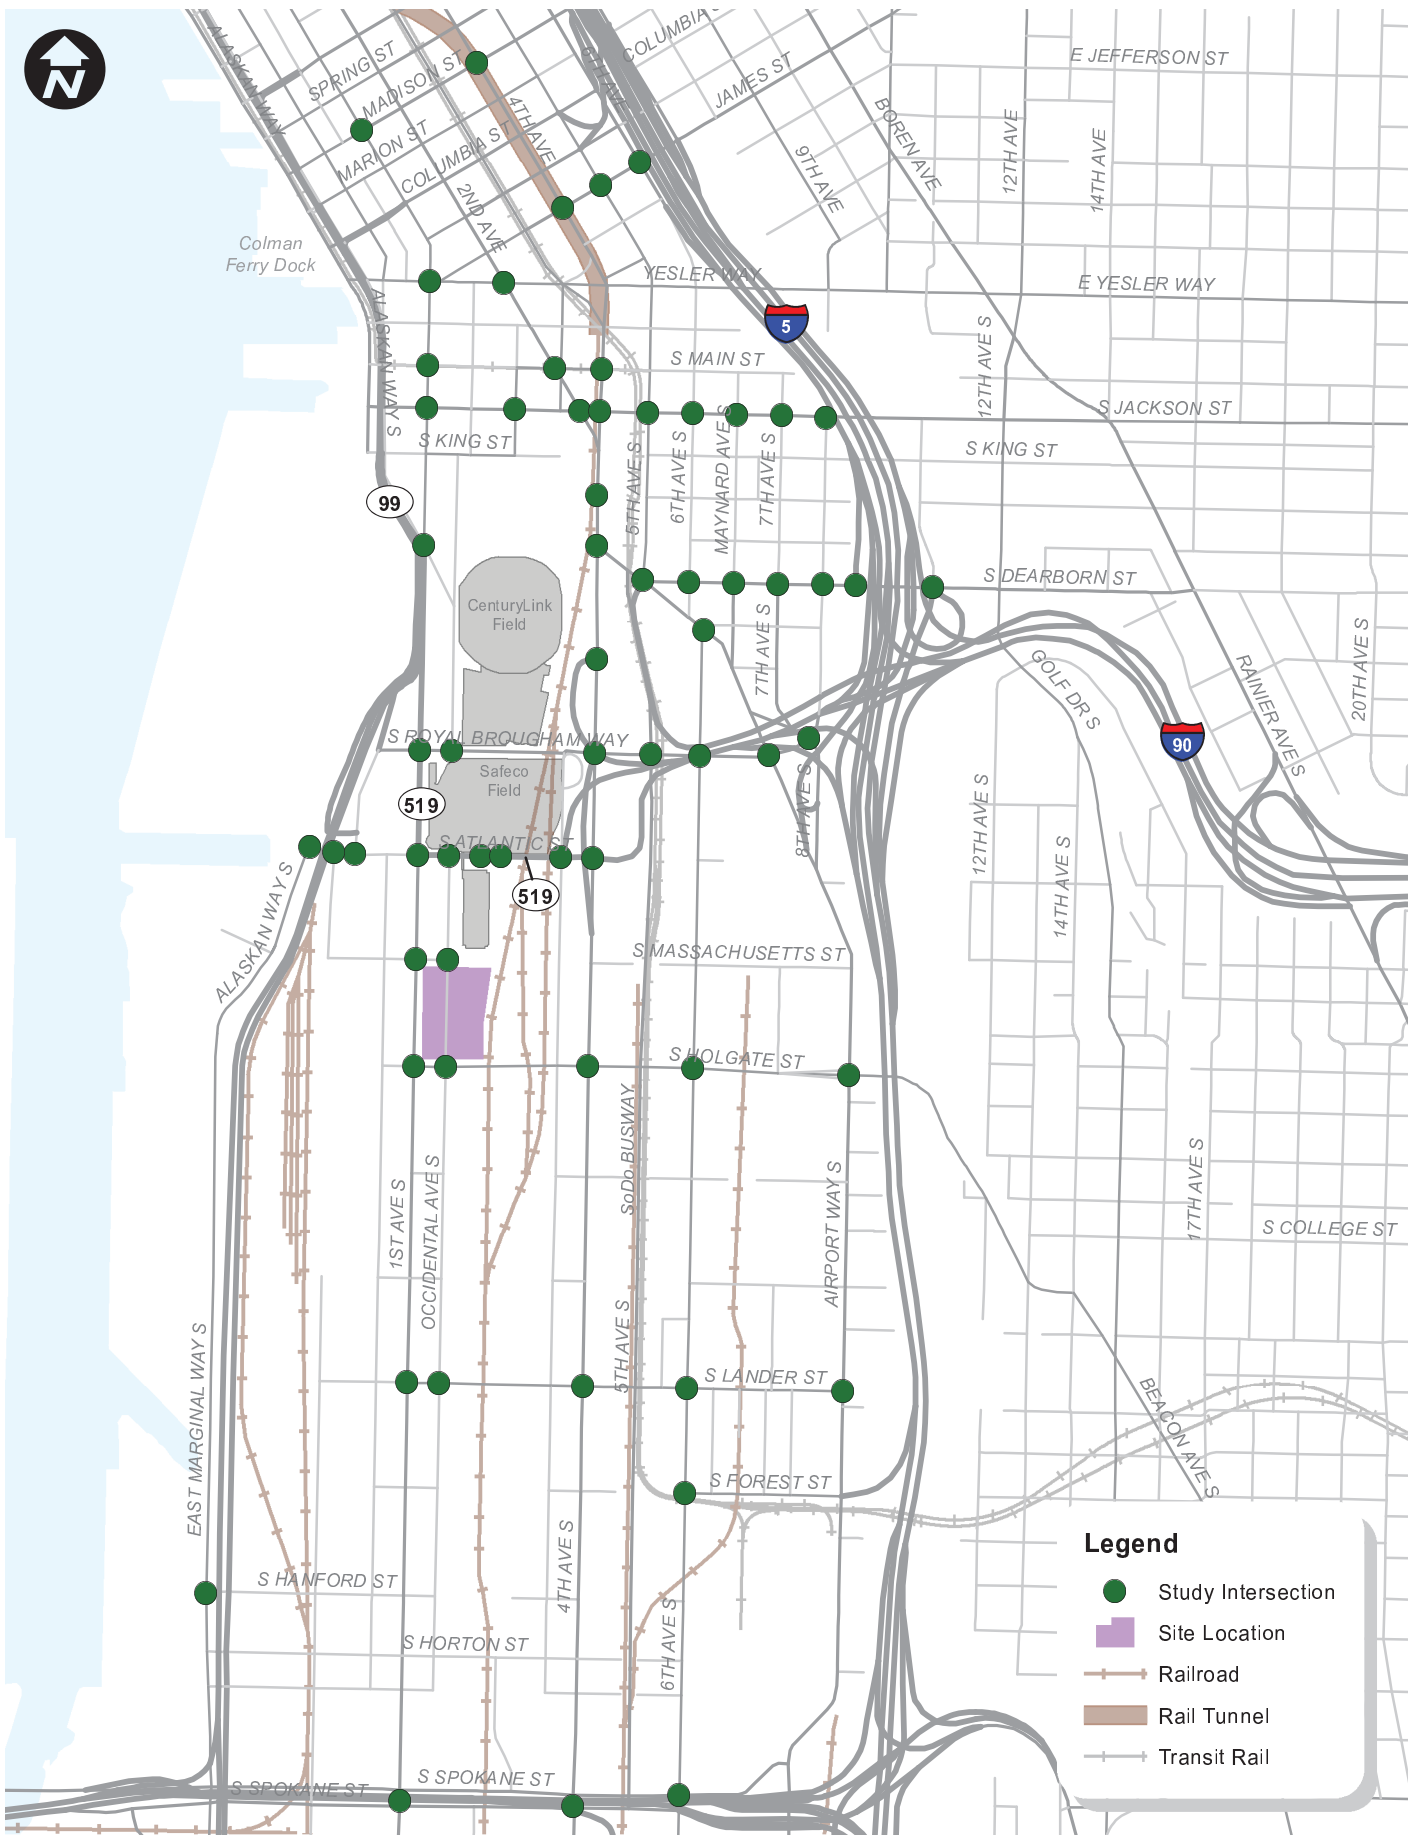 N
ALASKAN WAY
SPRING ST
MADISON ST
MARION ST
COLUMBIA ST
2ND AVE
4TH AVE
6TH AVE
COLUMBIA S
JAMES ST
9TH AVE
BOREN AVE
12TH AVE
14TH AVE
E JEFFERSON ST
Colman
Ferry Dock
YESLER WAY
E YESLER WAY
5
ALASKAN WAY S
S MAIN ST
12TH AVE S
S JACKSON ST
S KING ST
S KING ST
5TH AVE S
6TH AVE S
MAYNARD AVE S
7TH AVE S
99
CenturyLink
Field
S DEARBORN ST
7TH AVE S
GOLF DR S
RAINIER AVE S
20TH AVE S
S ROYAL BROUGHAM WAY
90
Safeco
Field
519
8TH AVE S
12TH AVE S
14TH AVE S
S ATLANTIC ST
519
ALASKAN WAY S
S MASSACHUSETTS ST
S HOLGATE ST
SoDo BUSWAY
1ST AVE S
OCCIDENTAL AVE S
AIRPORT WAY S
17TH AVE S
S COLLEGE ST
EAST MARGINAL WAY S
5TH AVE S
S LANDER ST
BEACON AVE S
S FOREST ST
4TH AVE S
S HANFORD ST
6TH AVE S
S HORTON ST
S SPOKANE ST
S SPOKANE ST
Legend
Study Intersection
Site Location
Railroad
Rail Tunnel
Transit Rail